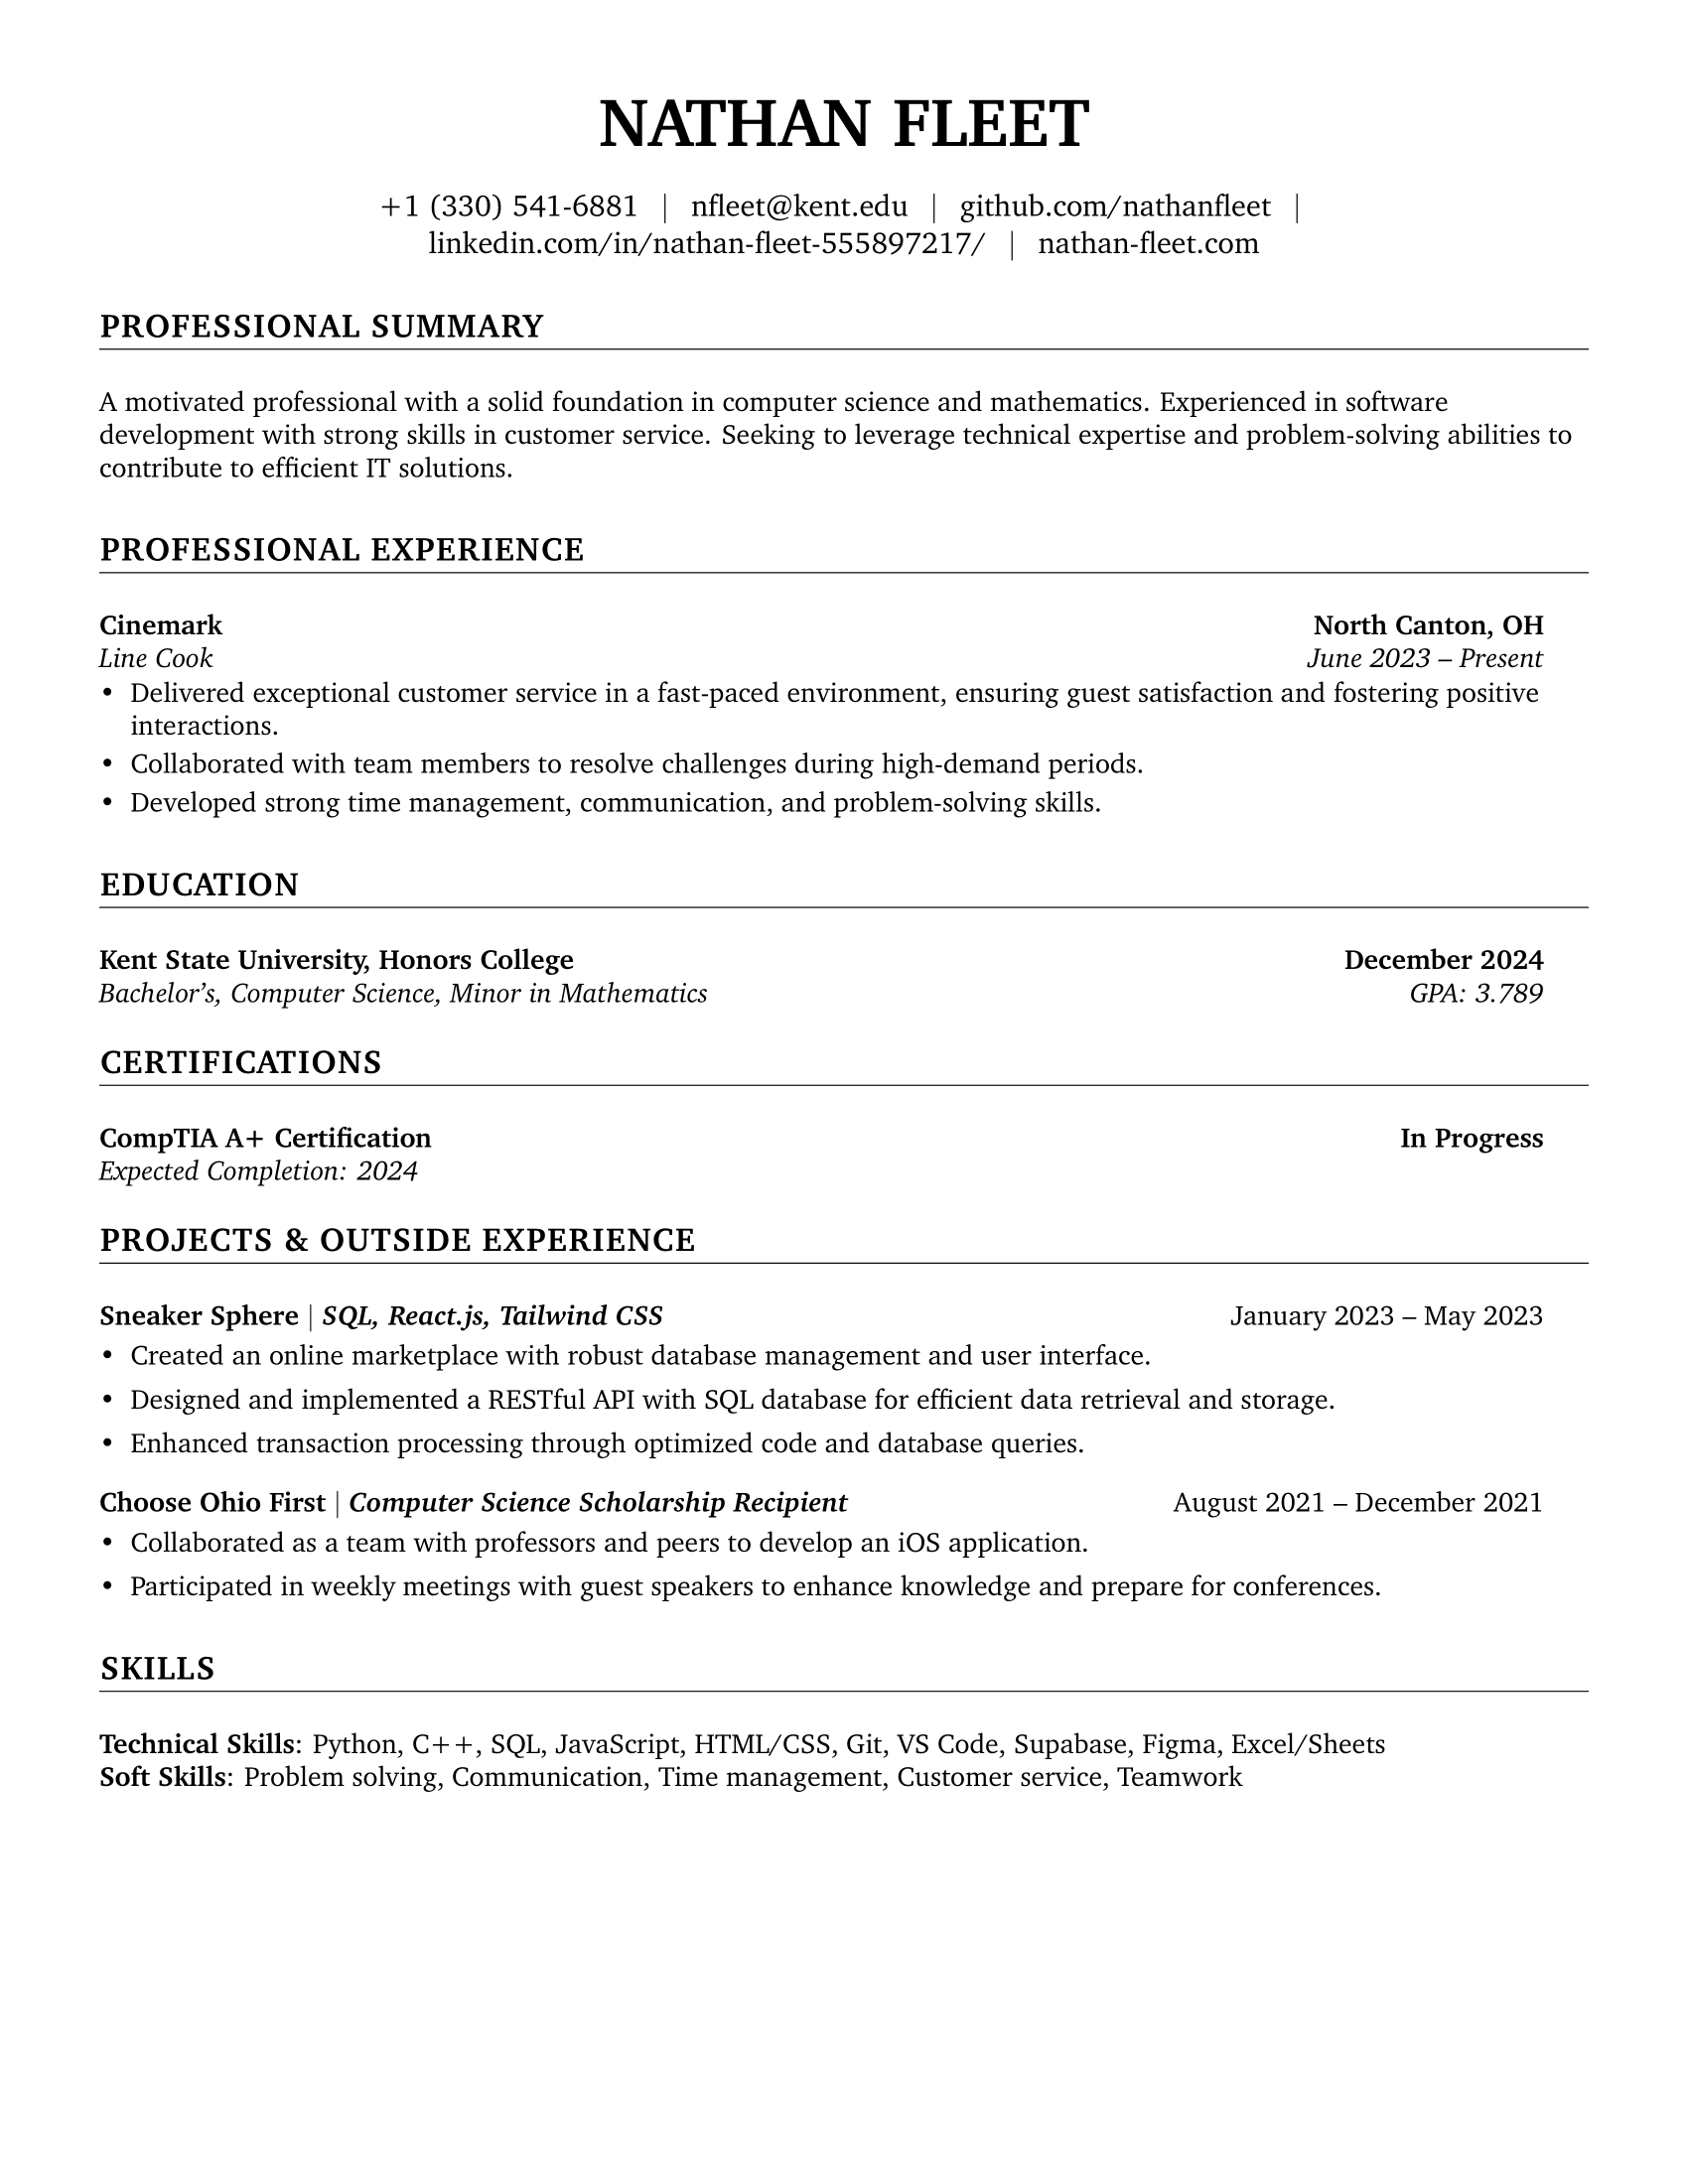 NATHAN FLEET
+1 (330) 541-6881 | nfleet@kent.edu | github.com/nathanfleet |
linkedin.com/in/nathan-fleet-555897217/ | nathan-fleet.com
PROFESSIONAL SUMMARY
A motivated professional with a solid foundation in computer science and mathematics. Experienced in software
development with strong skills in customer service. Seeking to leverage technical expertise and problem-solving abilities to
contribute to efficient IT solutions.
PROFESSIONAL EXPERIENCE
Cinemark North Canton, OH
Line Cook June 2023 – Present
• Delivered exceptional customer service in a fast-paced environment, ensuring guest satisfaction and fostering positive
interactions.
• Collaborated with team members to resolve challenges during high-demand periods.
• Developed strong time management, communication, and problem-solving skills.
EDUCATION
Kent State University, Honors College December 2024
Bachelor’s, Computer Science, Minor in Mathematics GPA: 3.789
CERTIFICATIONS
CompTIA A+ Certification In Progress
Expected Completion: 2024
PROJECTS & OUTSIDE EXPERIENCE
Sneaker Sphere | SQL, React.js, Tailwind CSS January 2023 – May 2023
• Created an online marketplace with robust database management and user interface.
• Designed and implemented a RESTful API with SQL database for efficient data retrieval and storage.
• Enhanced transaction processing through optimized code and database queries.
Choose Ohio First | Computer Science Scholarship Recipient August 2021 – December 2021
• Collaborated as a team with professors and peers to develop an iOS application.
• Participated in weekly meetings with guest speakers to enhance knowledge and prepare for conferences.
SKILLS
Technical Skills: Python, C++, SQL, JavaScript, HTML/CSS, Git, VS Code, Supabase, Figma, Excel/Sheets
Soft Skills: Problem solving, Communication, Time management, Customer service, Teamwork